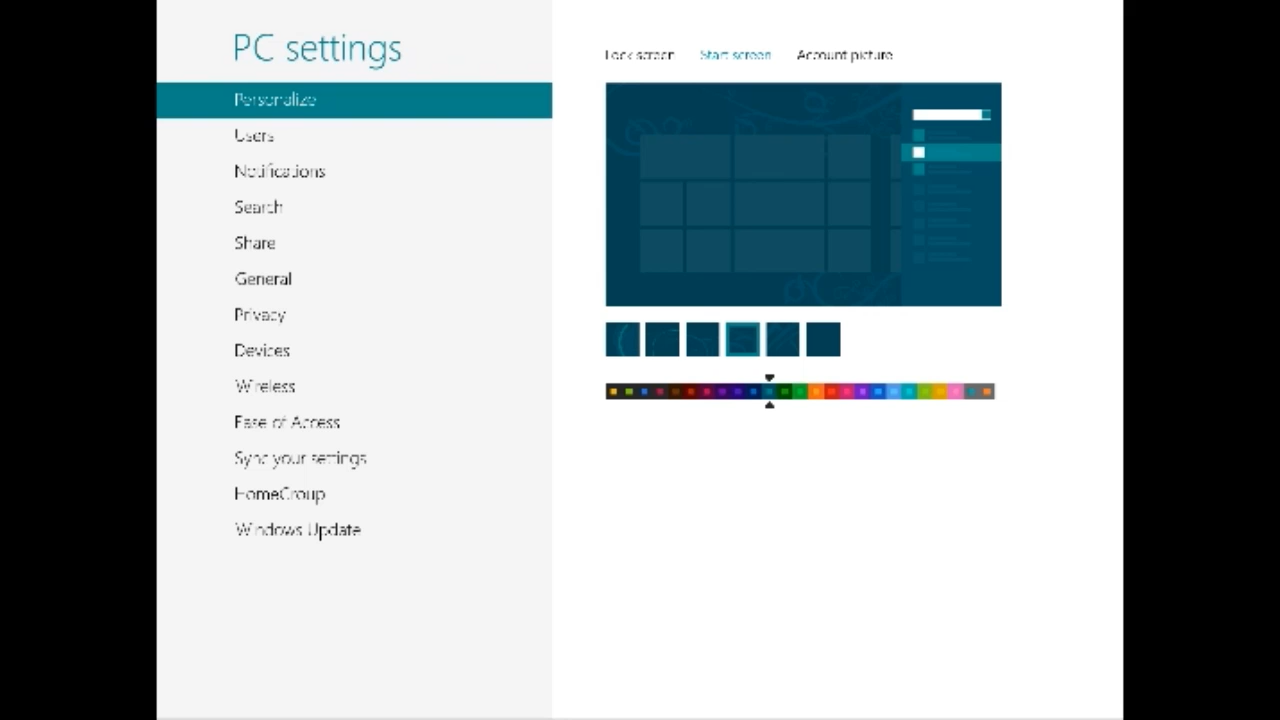 PC settings
Personalize
Users
Notifications
Search
Share
General
Privacy
Devices
Wireless
Ease of Access
Sync your settings
HomeGroup
Windows Update
Lock screen Start screen Account picture